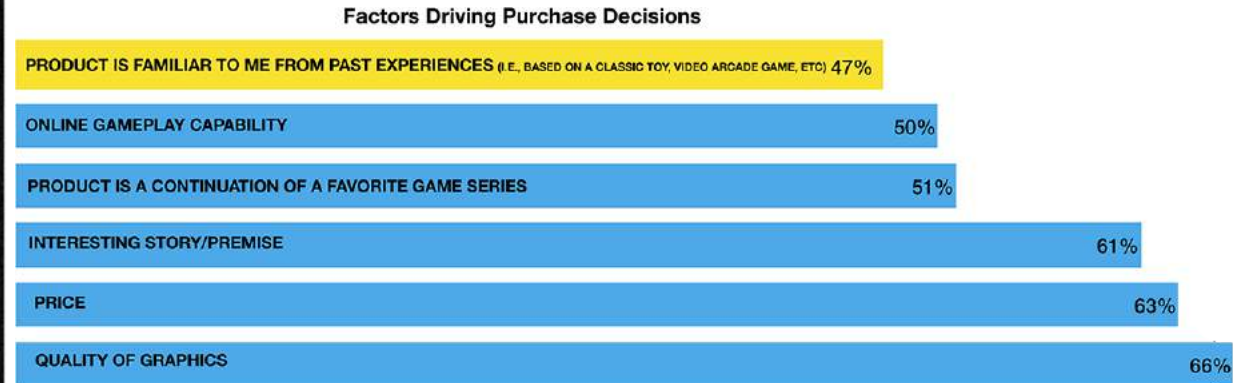 Factors Driving Purchase Decisions
PRODUCT IS FAMILIAR TO ME FROM PAST EXPERIENCES (I.E., BASED ON A CLASSIC TOY, VIDEO ARCADE GAME, ETC) 47%
ONLINE GAMEPLAY CAPABILITY 50%
PRODUCT IS A CONTINUATION OF A FAVORITE GAME SERIES 51%
INTERESTING STORY/PREMISE 61%
PRICE 63%
QUALITY OF GRAPHICS 66%